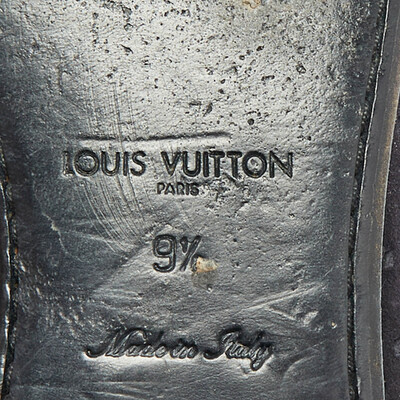 LOUIS VUITTON
PARIS
9½
Made in Italy